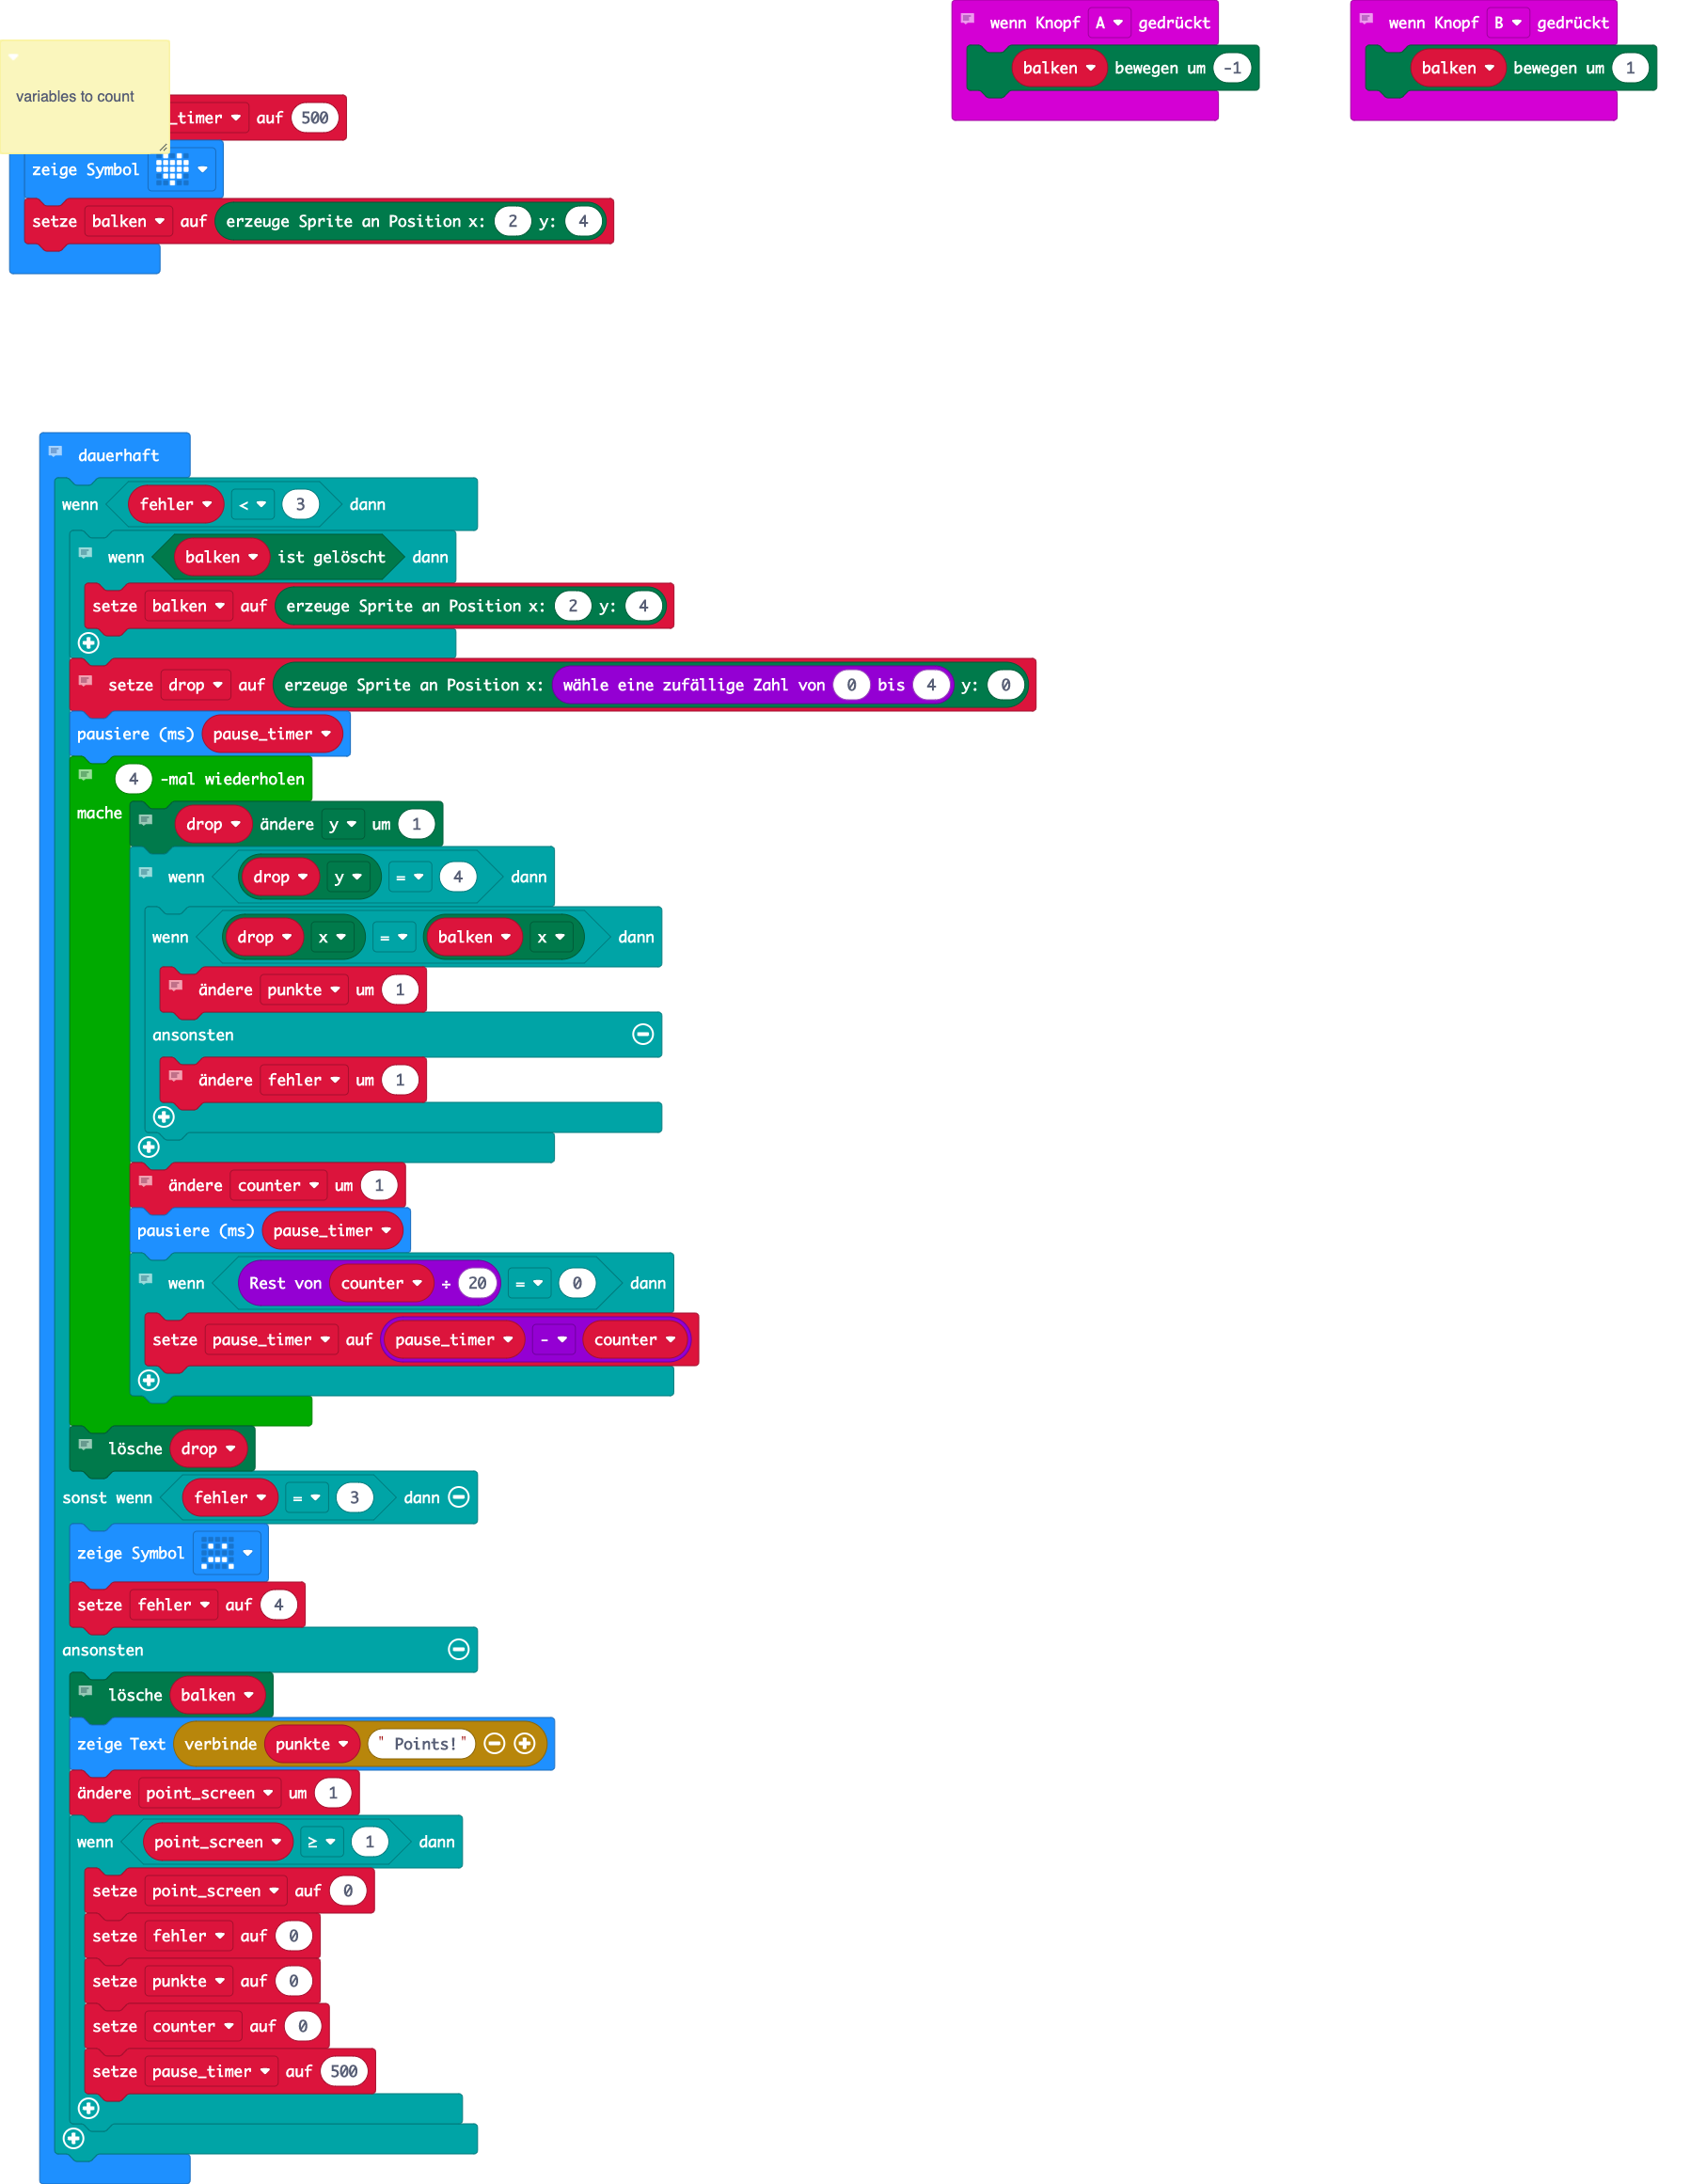 wenn Knopf A gedrückt
balken bewegen um -1
wenn Knopf B gedrückt
balken bewegen um 1
variables to count
_timer auf 500
zeige Symbol
setze balken auf erzeuge Sprite an Position x: 2 y: 4
dauerhaft
wenn fehler < 3 dann
wenn balken ist gelöscht dann
setze balken auf erzeuge Sprite an Position x: 2 y: 4
setze drop auf erzeuge Sprite an Position x: wähle eine zufällige Zahl von 0 bis 4 y: 0
pausiere (ms) pause_timer
4 -mal wiederholen
mache
drop ändere y um 1
wenn drop y = 4 dann
wenn drop x = balken x dann
ändere punkte um 1
ansonsten
ändere fehler um 1
ändere counter um 1
pausiere (ms) pause_timer
wenn Rest von counter ÷ 20 = 0 dann
setze pause_timer auf pause_timer - counter
lösche drop
sonst wenn fehler = 3 dann
zeige Symbol
setze fehler auf 4
ansonsten
lösche balken
zeige Text verbinde punkte " Points!"
ändere point_screen um 1
wenn point_screen ≥ 1 dann
setze point_screen auf 0
setze fehler auf 0
setze punkte auf 0
setze counter auf 0
setze pause_timer auf 500